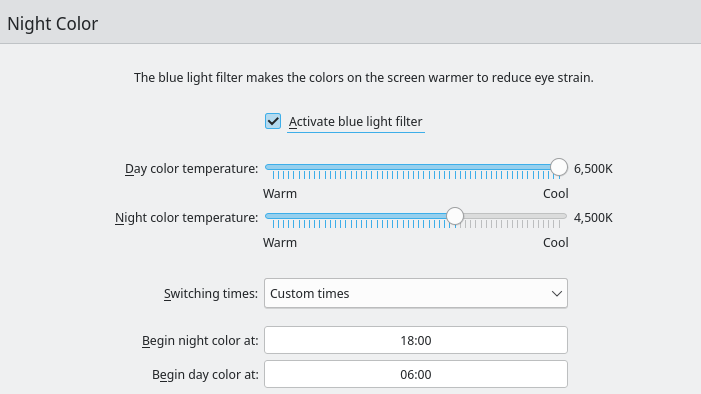 Night Color
The blue light filter makes the colors on the screen warmer to reduce eye strain.
Activate blue light filter
Day color temperature: 6,500K
Warm Cool
Night color temperature: 4,500K
Warm Cool
Switching times: Custom times
Begin night color at: 18:00
Begin day color at: 06:00